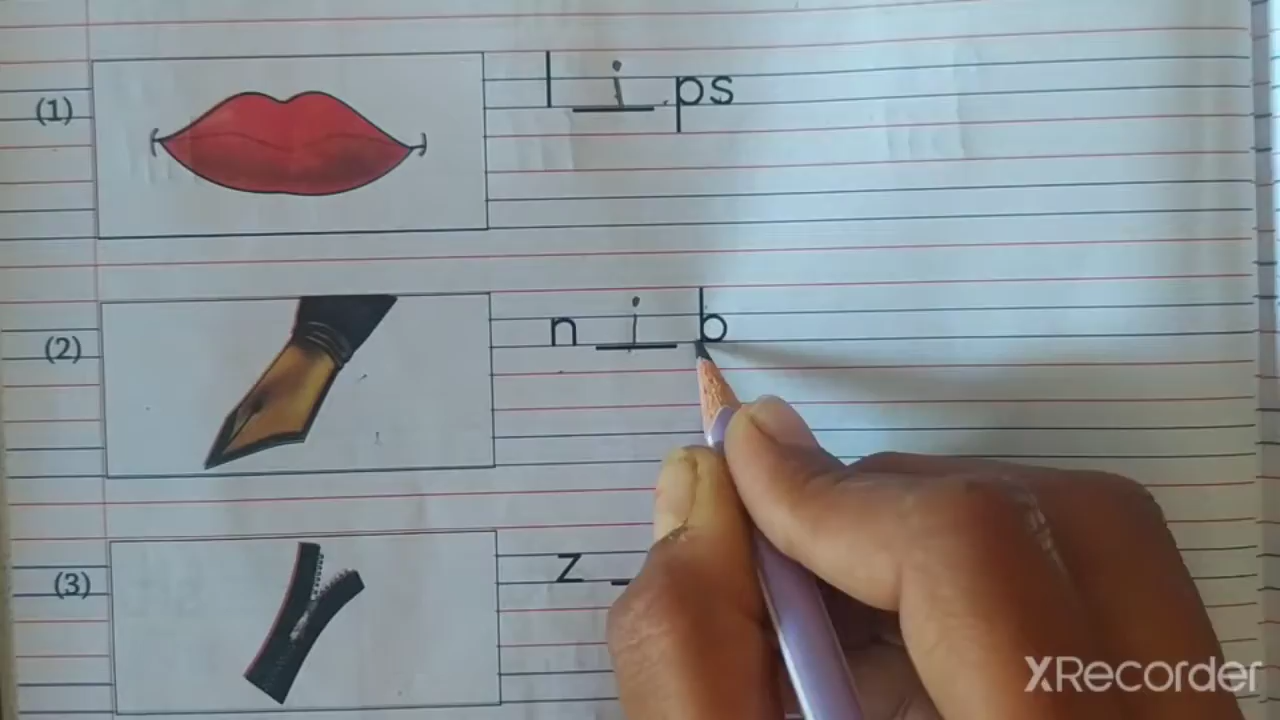 (1) l i ps
(2) n i b
(3) z _
XRecorder